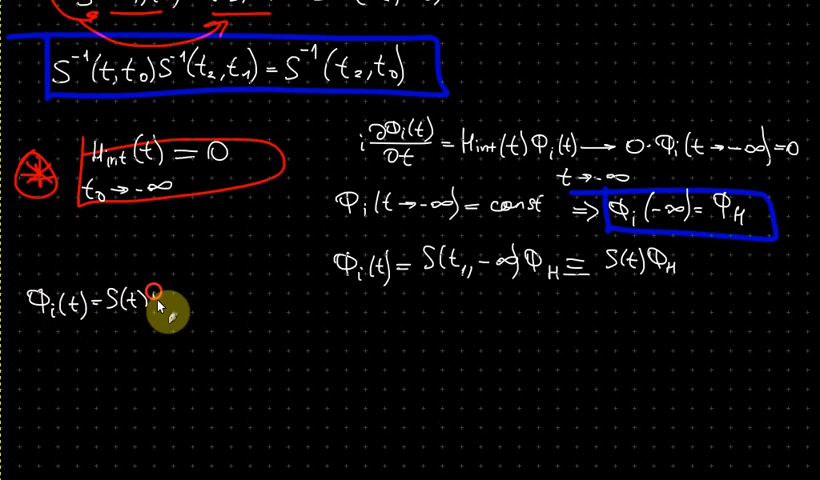 S⁻¹(t,t₀)S⁻¹(t₂,t₁)=S⁻¹(t₂,t₀)
H_int(t) = 0
t₀→-∞
i ∂Φᵢ(t)/∂t = H_int(t)Φᵢ(t) → 0·Φᵢ(t→-∞)=0
t→-∞
Φᵢ(t→-∞)= const ⇒ Φᵢ(-∞)= Φ_H
Φᵢ(t)= S(t,,-∞)Φ_H ≡ S(t)Φ_H
Φᵢ(t)=S(t)